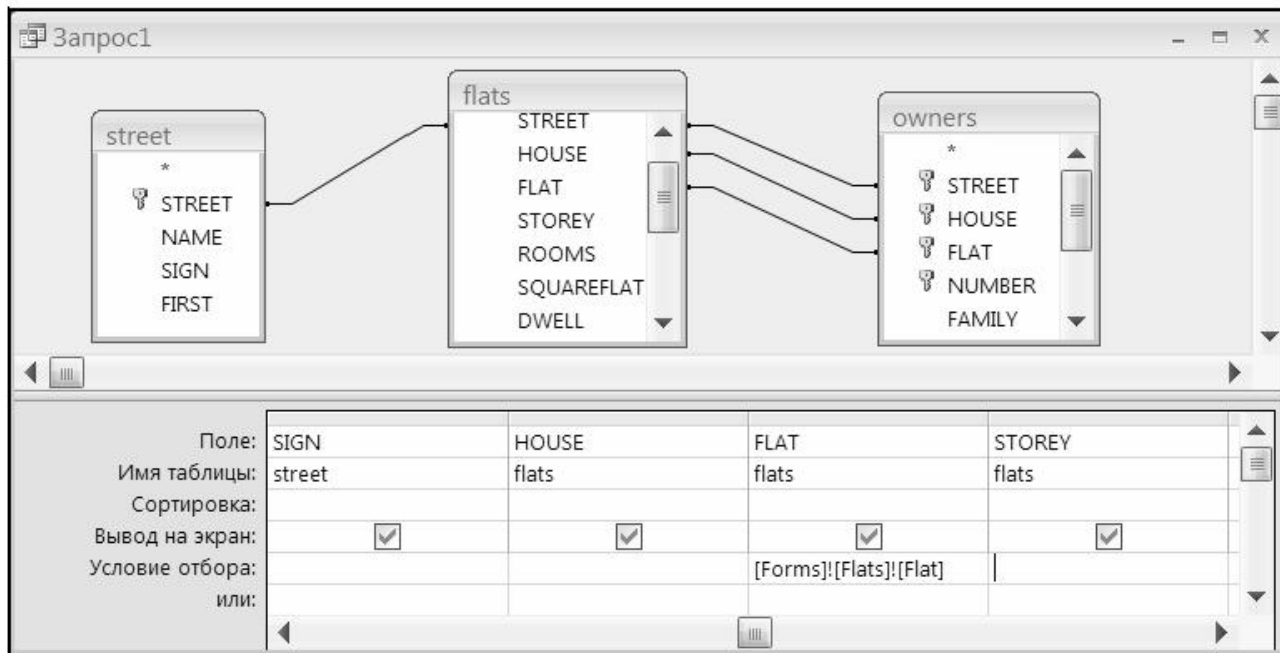 Запрос1
street
*
STREET
NAME
SIGN
FIRST
flats
STREET
HOUSE
FLAT
STOREY
ROOMS
SQUAREFLAT
DWELL
owners
*
STREET
HOUSE
FLAT
NUMBER
FAMILY
Поле: SIGN HOUSE FLAT STOREY
Имя таблицы: street flats flats flats
Сортировка:
Вывод на экран:
Условие отбора: [Forms]![Flats]![Flat]
или: